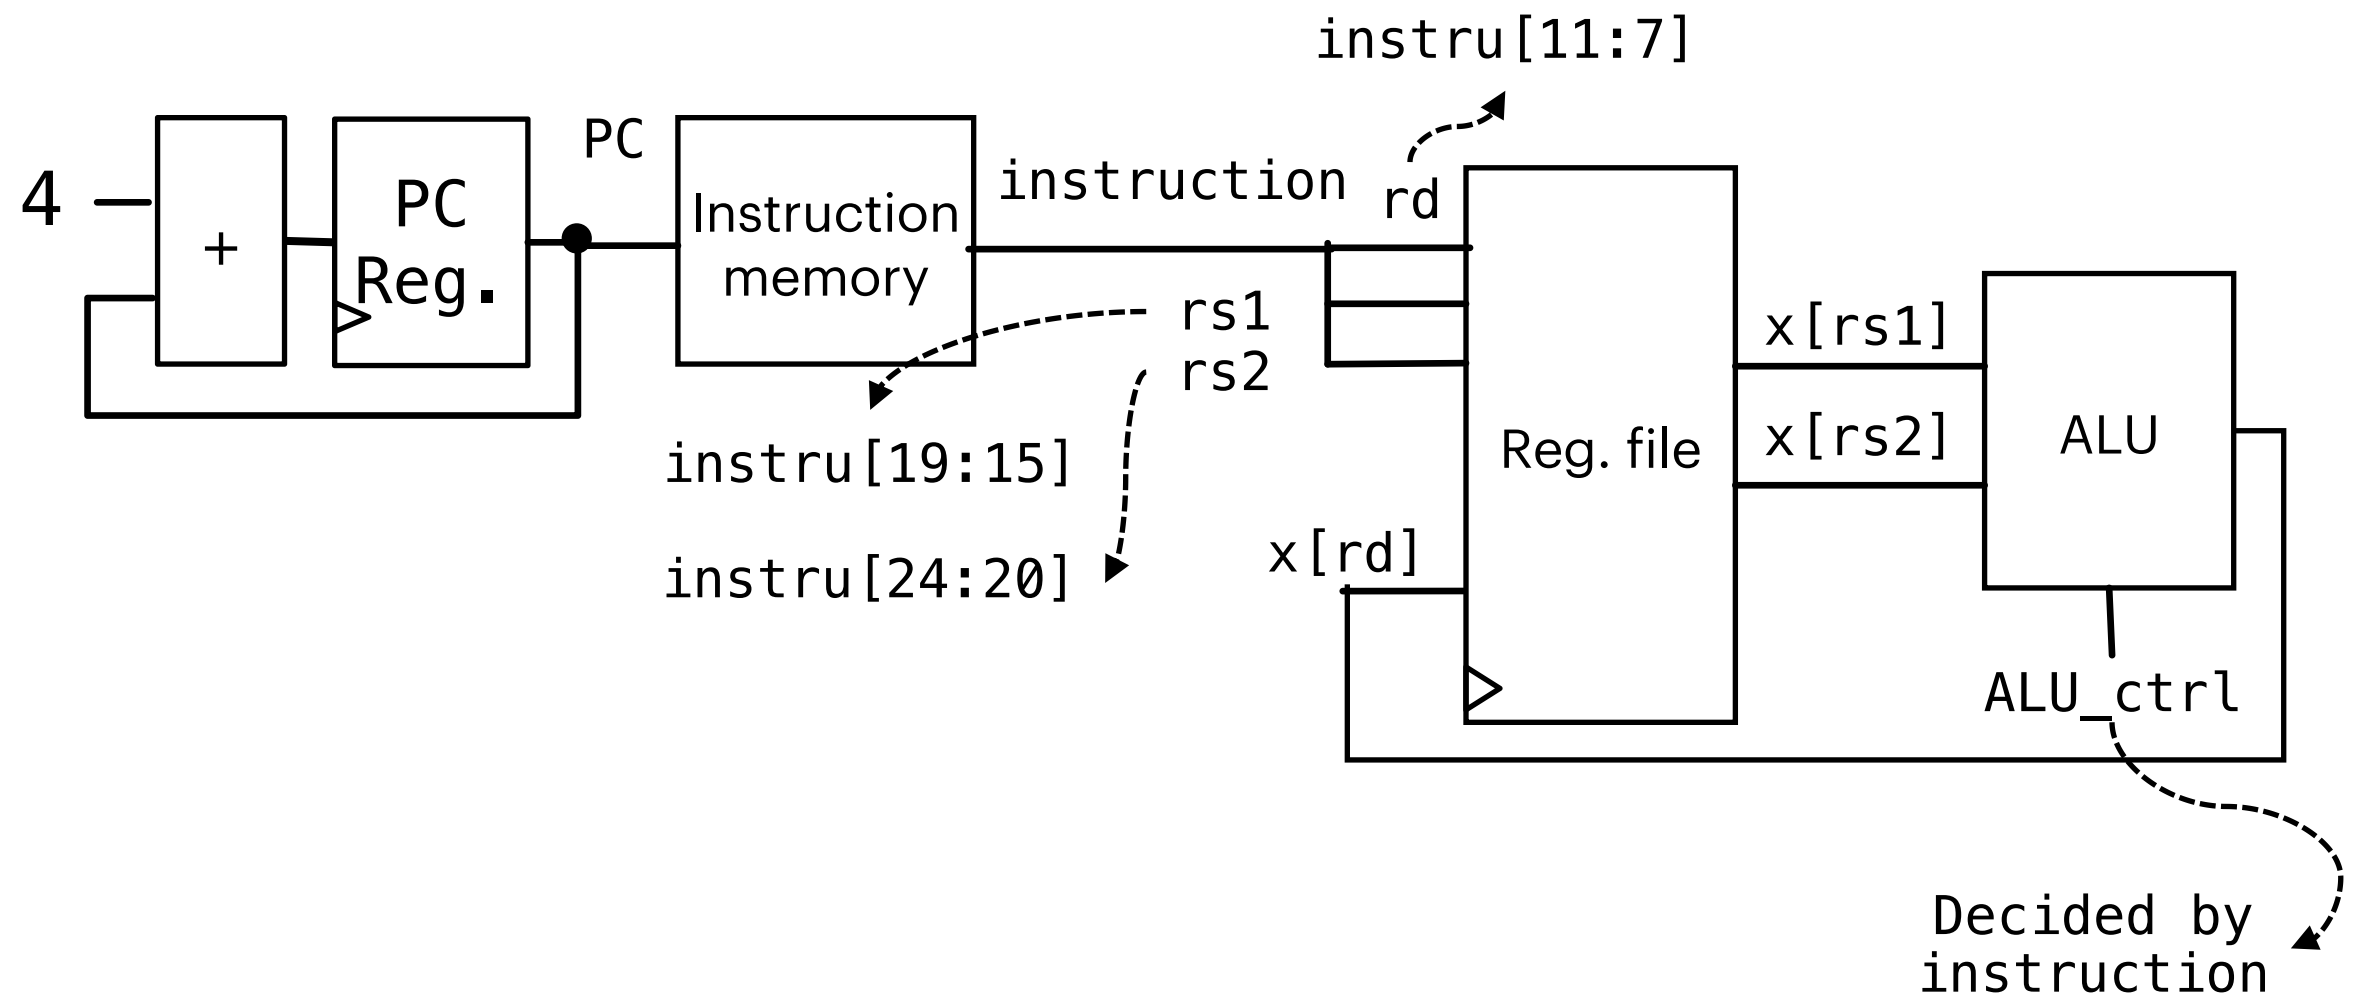 instru[11:7]
PC
instruction
rd
4
+
PC
Reg.
Instruction
memory
rs1
rs2
x[rs1]
x[rs2]
ALU
Reg. file
instru[19:15]
instru[24:20]
x[rd]
ALU_ctrl
Decided by
instruction